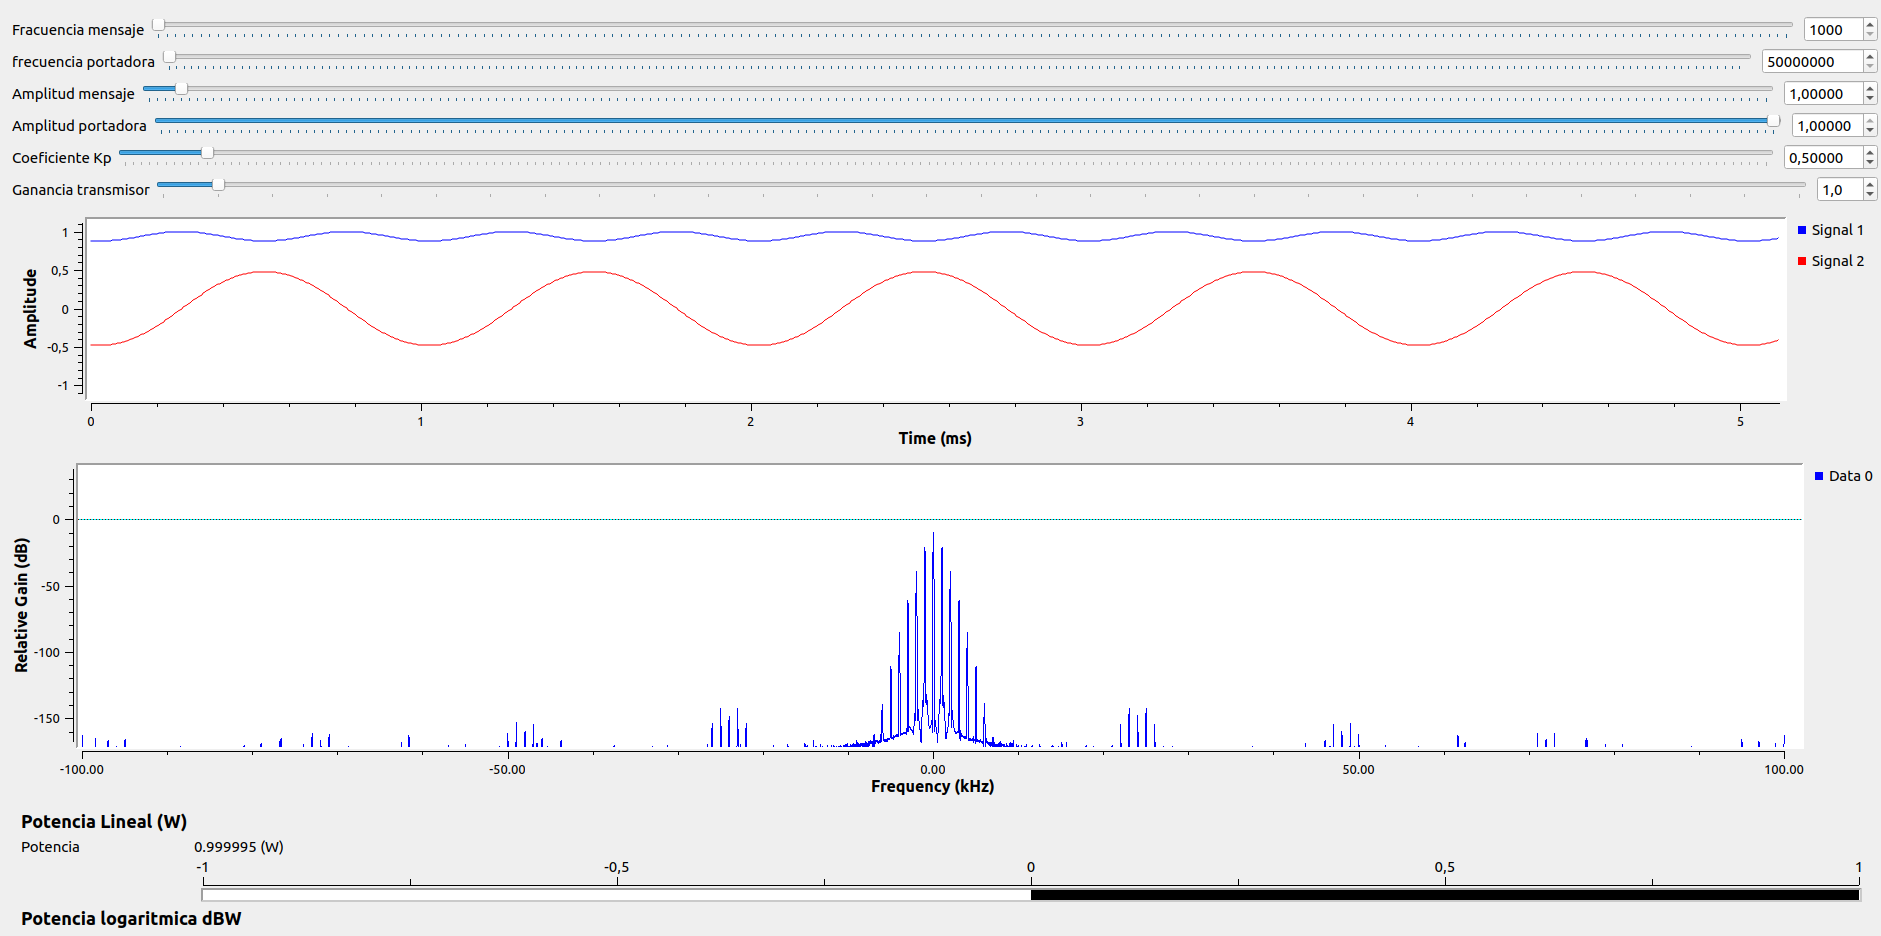 Fracuencia mensaje 1000
frecuencia portadora 50000000
Amplitud mensaje 1,00000
Amplitud portadora 1,00000
Coeficiente Kp 0,50000
Ganancia transmisor 1,0
Amplitude
1
0,5
0
-0,5
-1
Signal 1
Signal 2
0 1 2 3 4 5
Time (ms)
Relative Gain (dB)
0
-50
-100
-150
Data 0
-100.00 -50.00 0.00 50.00 100.00
Frequency (kHz)
Potencia Lineal (W)
Potencia 0.999995 (W)
-1 -0,5 0 0,5 1
Potencia logaritmica dBW